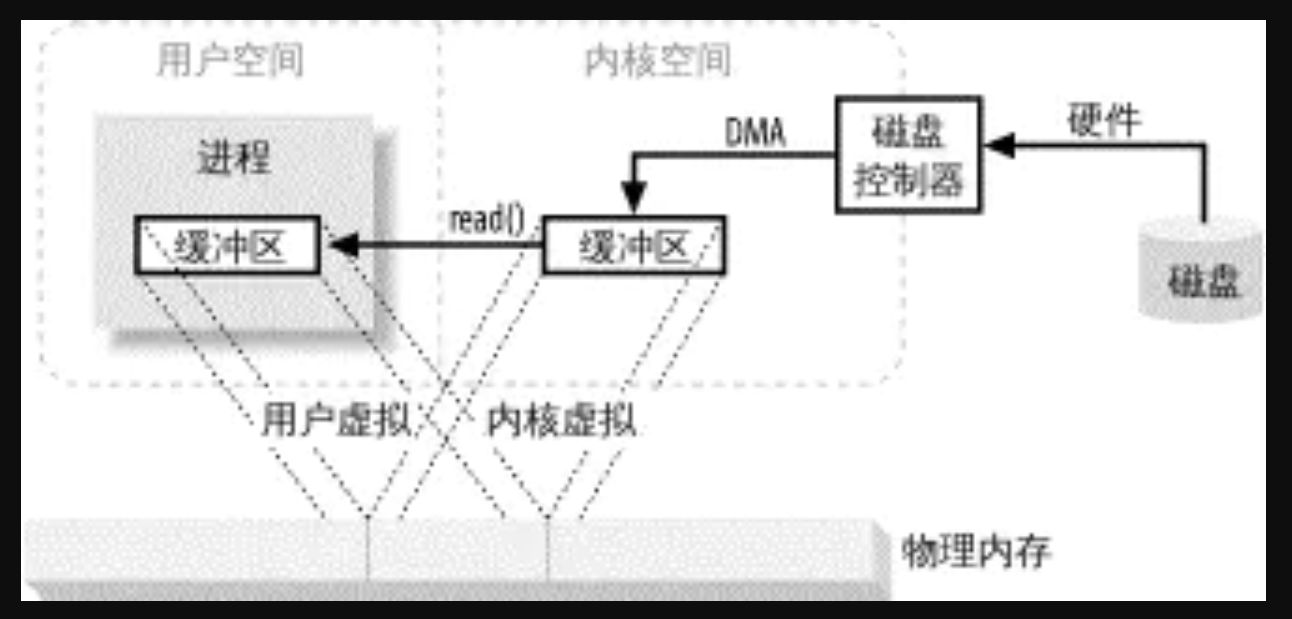 用户空间
内核空间
进程
DMA
磁盘
控制器
硬件
缓冲区
read()
缓冲区
磁盘
用户虚拟
内核虚拟
物理内存